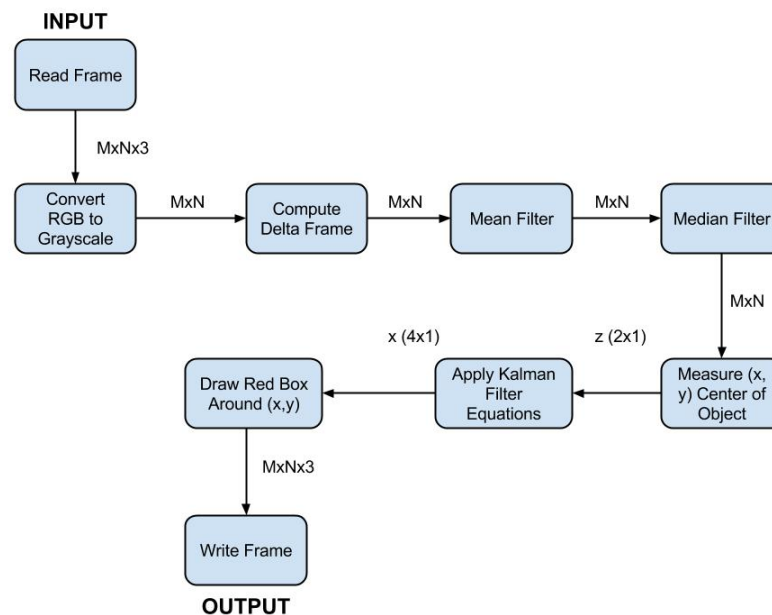 INPUT
Read Frame
MxNx3
Convert
RGB to
Grayscale
MxN
Compute
Delta Frame
MxN
Mean Filter
MxN
Median Filter
MxN
Measure (x,
y) Center of
Object
z (2x1)
Apply Kalman
Filter
Equations
x (4x1)
Draw Red Box
Around (x,y)
MxNx3
Write Frame
OUTPUT